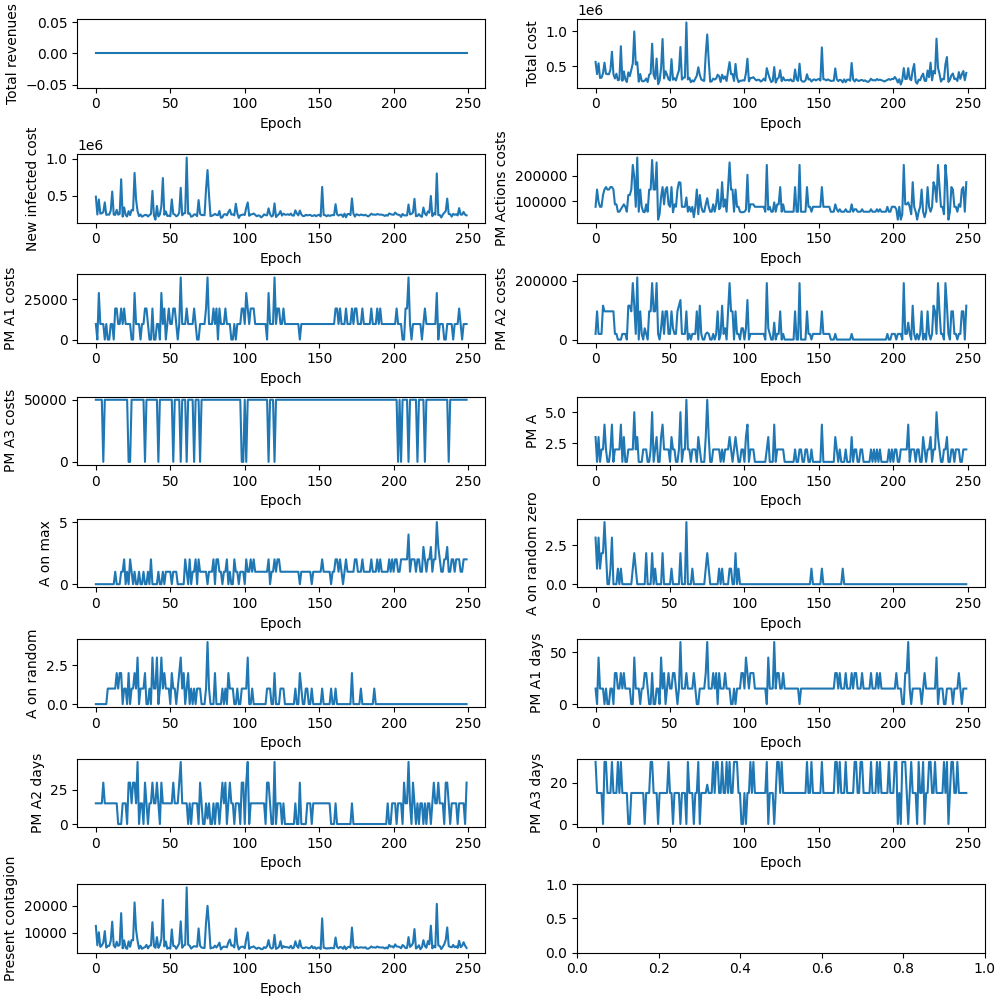 Total revenues
0.05
0.00
−0.05
0 50 100 150 200 250
Epoch
1e6
Total cost
1.0
0.5
0 50 100 150 200 250
Epoch
1e6
New infected cost
1.0
0.5
0 50 100 150 200 250
Epoch
PM Actions costs
200000
100000
0 50 100 150 200 250
Epoch
PM A1 costs
25000
0
0 50 100 150 200 250
Epoch
PM A2 costs
200000
0
0 50 100 150 200 250
Epoch
PM A3 costs
50000
0
0 50 100 150 200 250
Epoch
PM A
5.0
2.5
0 50 100 150 200 250
Epoch
A on max
5
0
0 50 100 150 200 250
Epoch
A on random zero
2.5
0.0
0 50 100 150 200 250
Epoch
A on random
2.5
0.0
0 50 100 150 200 250
Epoch
PM A1 days
50
0
0 50 100 150 200 250
Epoch
PM A2 days
25
0
0 50 100 150 200 250
Epoch
PM A3 days
20
0
0 50 100 150 200 250
Epoch
Present contagion
20000
10000
0 50 100 150 200 250
Epoch
1.0
0.5
0.0
0.0 0.2 0.4 0.6 0.8 1.0